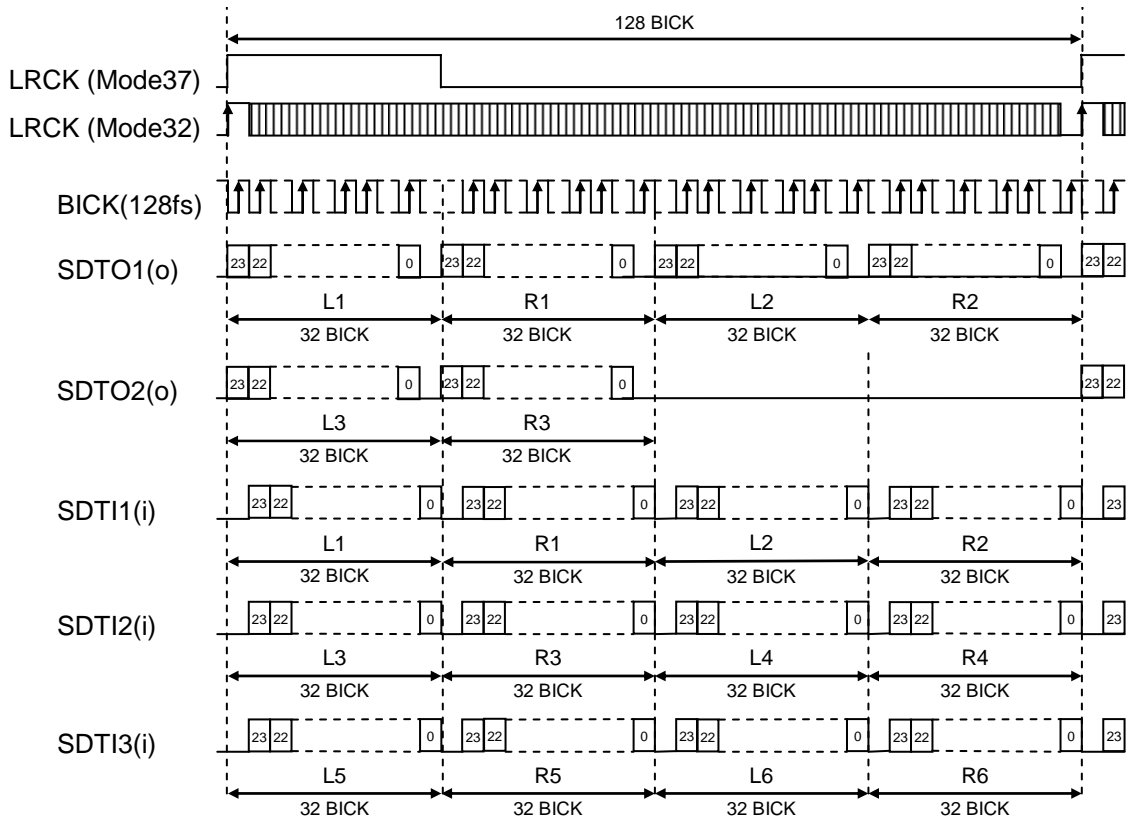 128 BICK
LRCK (Mode37)
LRCK (Mode32)
BICK(128fs)
SDTO1(o) 23 22 0 23 22 0 23 22 0 23 22 0 23 22
L1 R1 L2 R2
32 BICK 32 BICK 32 BICK 32 BICK
SDTO2(o) 23 22 0 23 22 0 23 22
L3 R3
32 BICK 32 BICK
SDTI1(i) 23 22 0 23 22 0 23 22 0 23 22 0 23
L1 R1 L2 R2
32 BICK 32 BICK 32 BICK 32 BICK
SDTI2(i) 23 22 0 23 22 0 23 22 0 23 22 0 23
L3 R3 L4 R4
32 BICK 32 BICK 32 BICK 32 BICK
SDTI3(i) 23 22 0 23 22 0 23 22 0 23 22 0 23
L5 R5 L6 R6
32 BICK 32 BICK 32 BICK 32 BICK